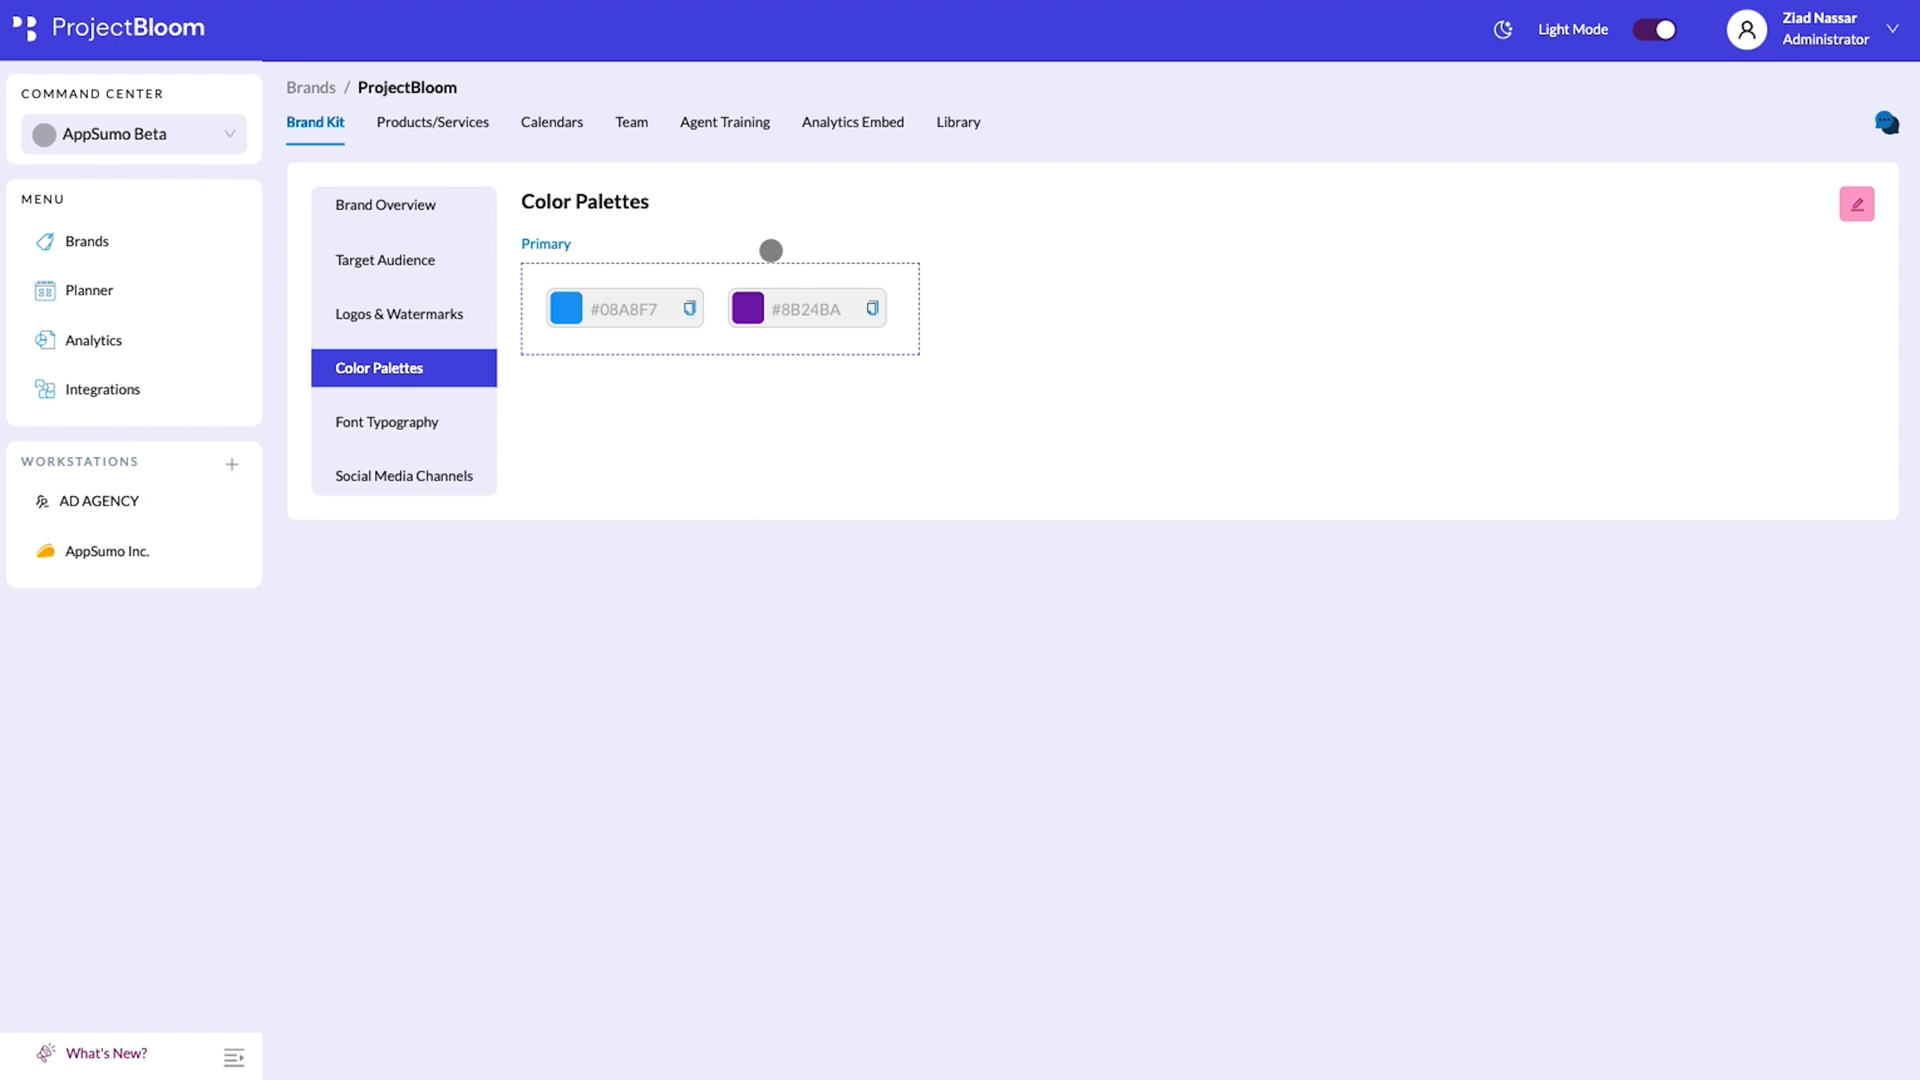 ProjectBloom
Light Mode
Ziad Nassar
Administrator
COMMAND CENTER
AppSumo Beta
MENU
Brands
Planner
Analytics
Integrations
WORKSTATIONS
AD AGENCY
AppSumo Inc.
What's New?
Brands / ProjectBloom
Brand Kit Products/Services Calendars Team Agent Training Analytics Embed Library
Brand Overview
Target Audience
Logos & Watermarks
Color Palettes
Font Typography
Social Media Channels
Color Palettes
Primary
#08A8F7 #8B24BA